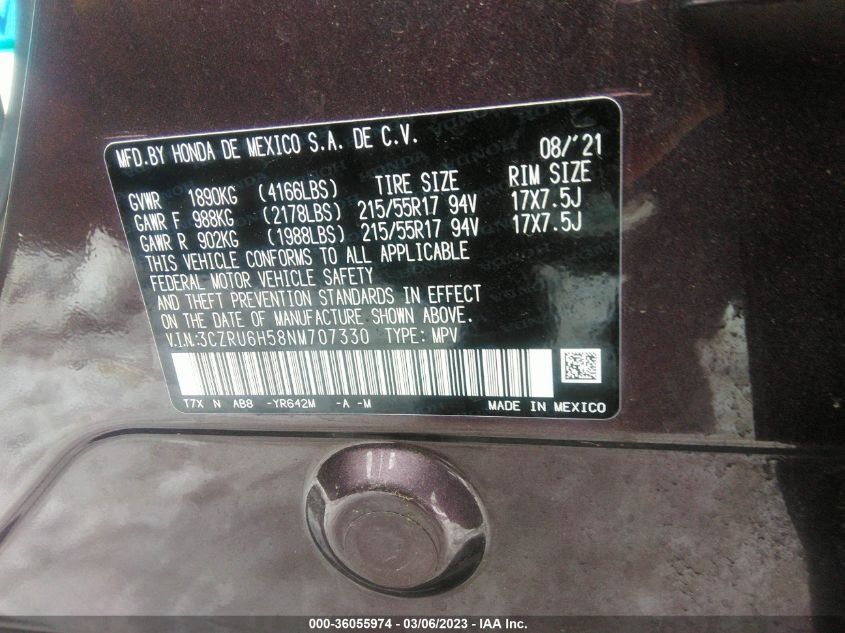 MFD.BY HONDA DE MEXICO S.A. DE C.V. 08/'21
GVWR 1890KG (4166LBS) TIRE SIZE RIM SIZE
GAWR F 988KG (2178LBS) 215/55R17 94V 17X7.5J
GAWR R 902KG (1988LBS) 215/55R17 94V 17X7.5J
THIS VEHICLE CONFORMS TO ALL APPLICABLE
FEDERAL MOTOR VEHICLE SAFETY
AND THEFT PREVENTION STANDARDS IN EFFECT
ON THE DATE OF MANUFACTURE SHOWN ABOVE.
V.I.N:3CZRU6H58NM707330 TYPE: MPV
T7X N AB8 -YR642M -A -M MADE IN MEXICO
000-36055974 - 03/06/2023 - IAA Inc.